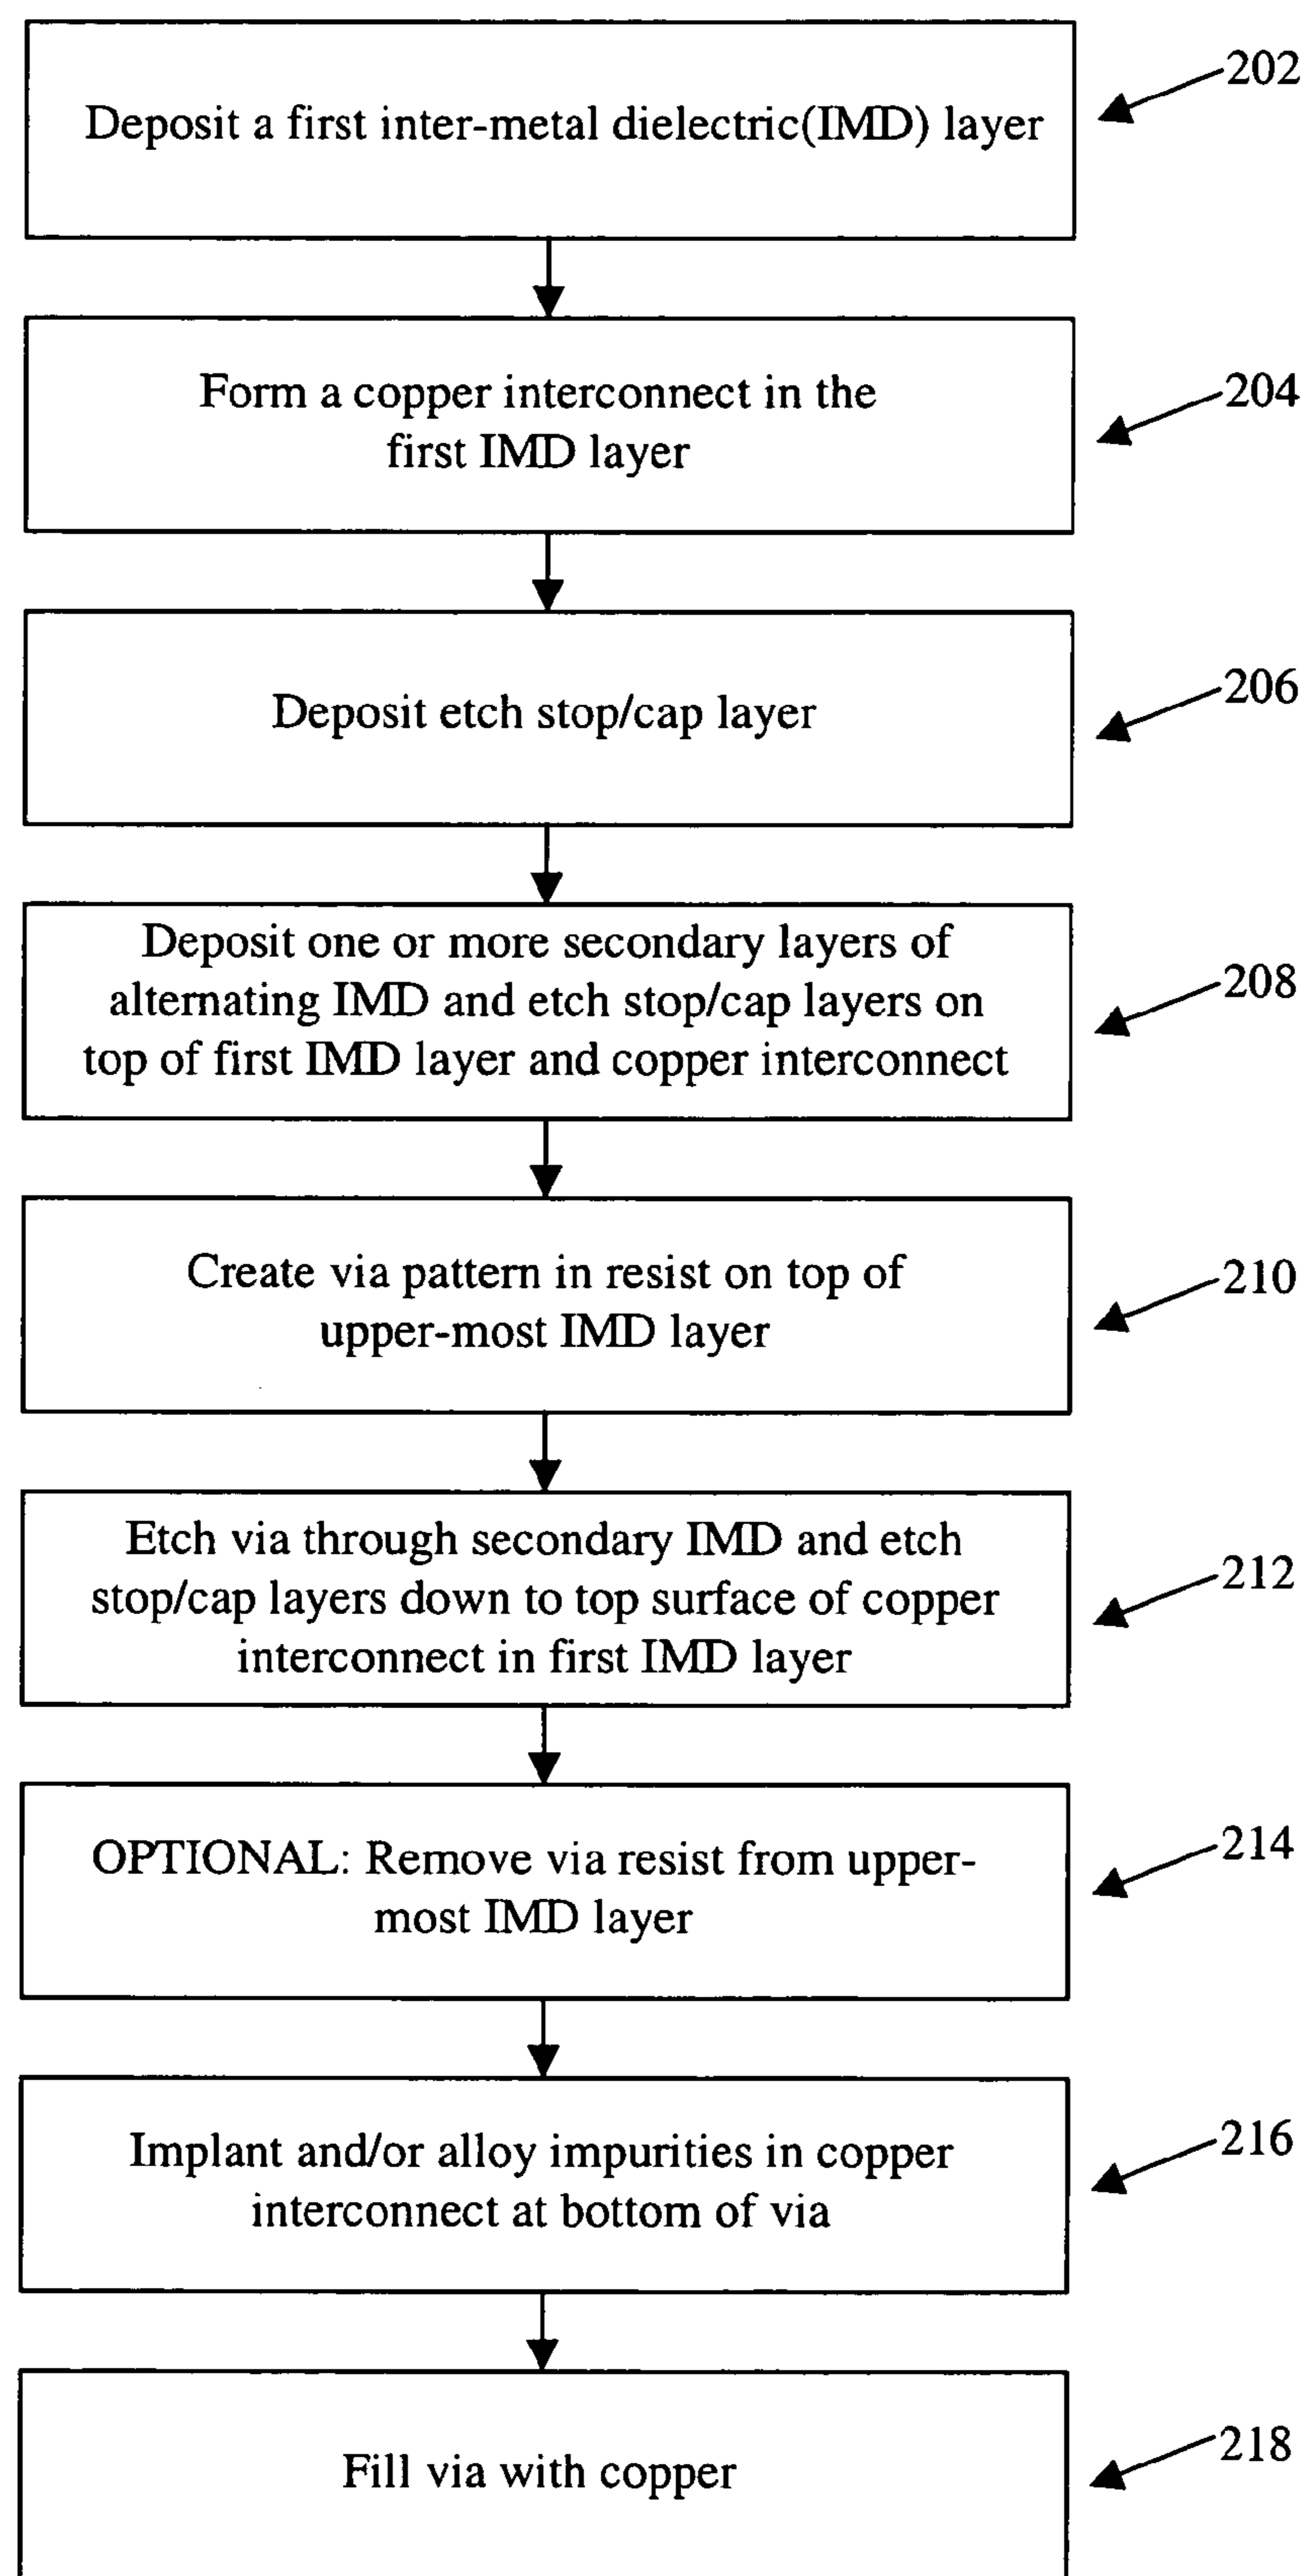 Deposit a first inter-metal dielectric(IMD) layer
202
Form a copper interconnect in the
first IMD layer
204
Deposit etch stop/cap layer
206
Deposit one or more secondary layers of
alternating IMD and etch stop/cap layers on
top of first IMD layer and copper interconnect
208
Create via pattern in resist on top of
upper-most IMD layer
210
Etch via through secondary IMD and etch
stop/cap layers down to top surface of copper
interconnect in first IMD layer
212
OPTIONAL: Remove via resist from upper-
most IMD layer
214
Implant and/or alloy impurities in copper
interconnect at bottom of via
216
Fill via with copper
218